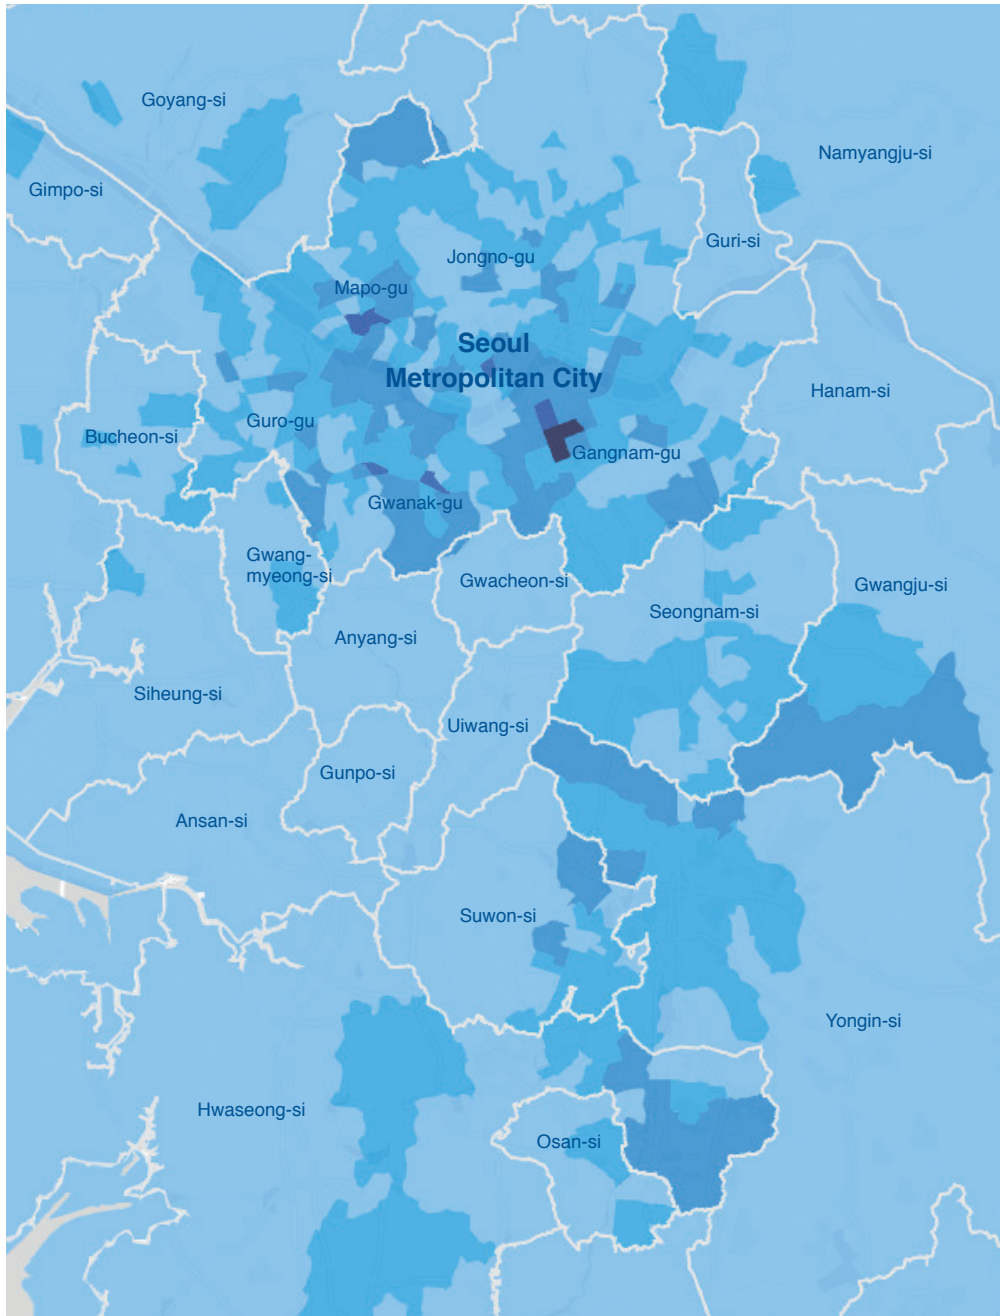 Goyang-si
Namyangju-si
Gimpo-si
Guri-si
Jongno-gu
Mapo-gu
Seoul
Metropolitan City
Hanam-si
Guro-gu
Bucheon-si
Gangnam-gu
Gwanak-gu
Gwang-
myeong-si
Gwacheon-si
Gwangju-si
Seongnam-si
Anyang-si
Siheung-si
Uiwang-si
Gunpo-si
Ansan-si
Suwon-si
Yongin-si
Hwaseong-si
Osan-si